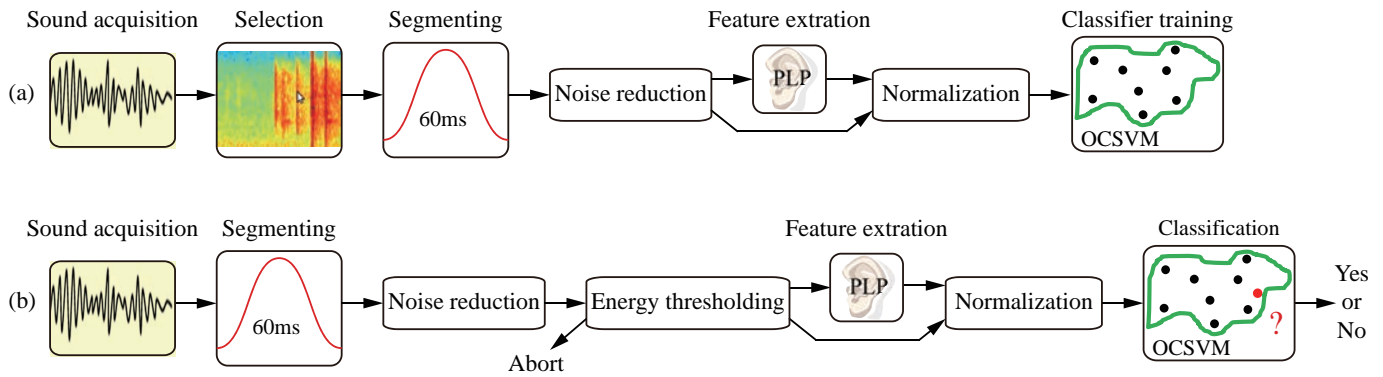 Sound acquisition
Selection
Segmenting
Feature extration
Classifier training
(a)
60ms
Noise reduction
PLP
Normalization
OCSVM
Sound acquisition
Segmenting
Feature extration
Classification
(b)
60ms
Noise reduction
Energy thresholding
PLP
Normalization
?
OCSVM
Abort
Yes
or
No